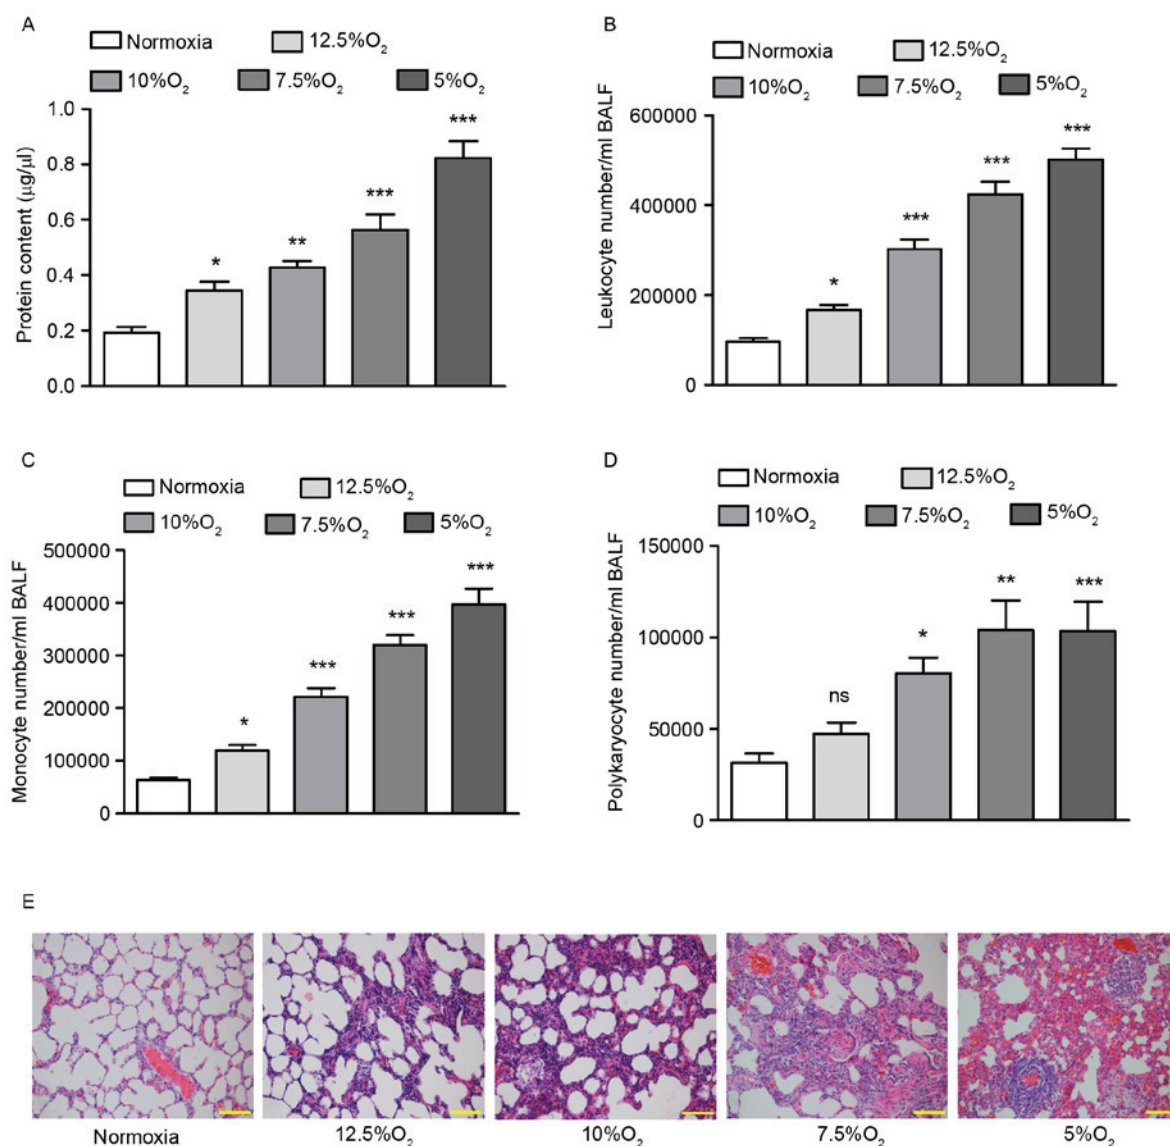 A
Normoxia
12.5%O₂
10%O₂
7.5%O₂
5%O₂
Protein content (μg/μl)
1.0
0.8
0.6
0.4
0.2
0.0
*
**
***
***
B
Normoxia
12.5%O₂
10%O₂
7.5%O₂
5%O₂
Leukocyte number/ml BALF
600000
400000
200000
0
*
***
***
***
C
Normoxia
12.5%O₂
10%O₂
7.5%O₂
5%O₂
Monocyte number/ml BALF
500000
400000
300000
200000
100000
0
*
***
***
***
D
Normoxia
12.5%O₂
10%O₂
7.5%O₂
5%O₂
Polykaryocyte number/ml BALF
150000
100000
50000
0
ns
*
**
***
E
Normoxia
12.5%O₂
10%O₂
7.5%O₂
5%O₂